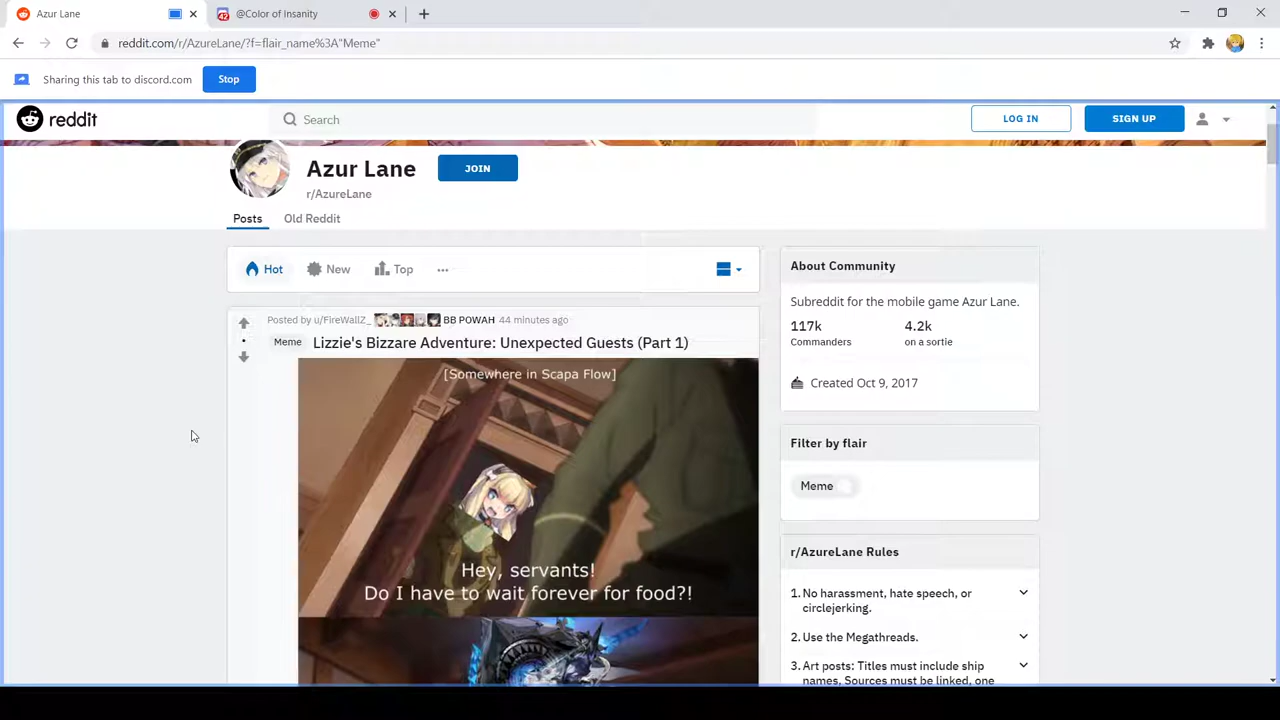 Azur Lane
@Color of Insanity
reddit.com/r/AzureLane/?f=flair_name%3A"Meme"
Sharing this tab to discord.com Stop
reddit Search LOG IN SIGN UP
Azur Lane JOIN
r/AzureLane
Posts Old Reddit
Hot New Top
Posted by u/FireWallZ_ BB POWAH 44 minutes ago
Meme Lizzie's Bizzare Adventure: Unexpected Guests (Part 1)
[Somewhere in Scapa Flow]
Hey, servants!
Do I have to wait forever for food?!
About Community
Subreddit for the mobile game Azur Lane.
117k 4.2k
Commanders on a sortie
Created Oct 9, 2017
Filter by flair
Meme
r/AzureLane Rules
1. No harassment, hate speech, or
circlejerking.
2. Use the Megathreads.
3. Art posts: Titles must include ship
names, Sources must be linked, one